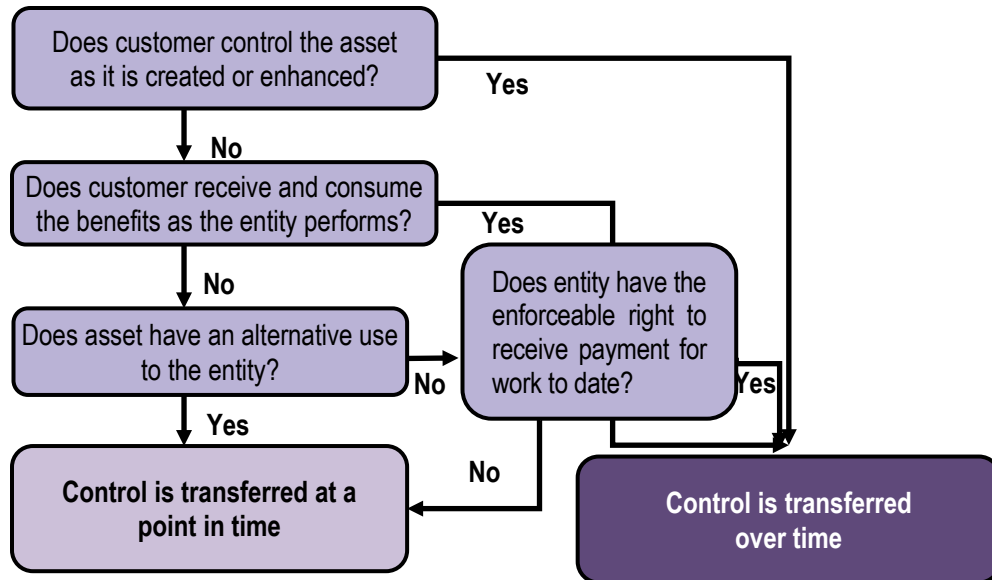 Does customer control the asset
as it is created or enhanced?
Yes
No
Does customer receive and consume
the benefits as the entity performs?
Yes
No
Does entity have the
enforceable right to
receive payment for
work to date?
Does asset have an alternative use
to the entity?
No
Yes
Yes
No
Control is transferred at a
point in time
Control is transferred
over time